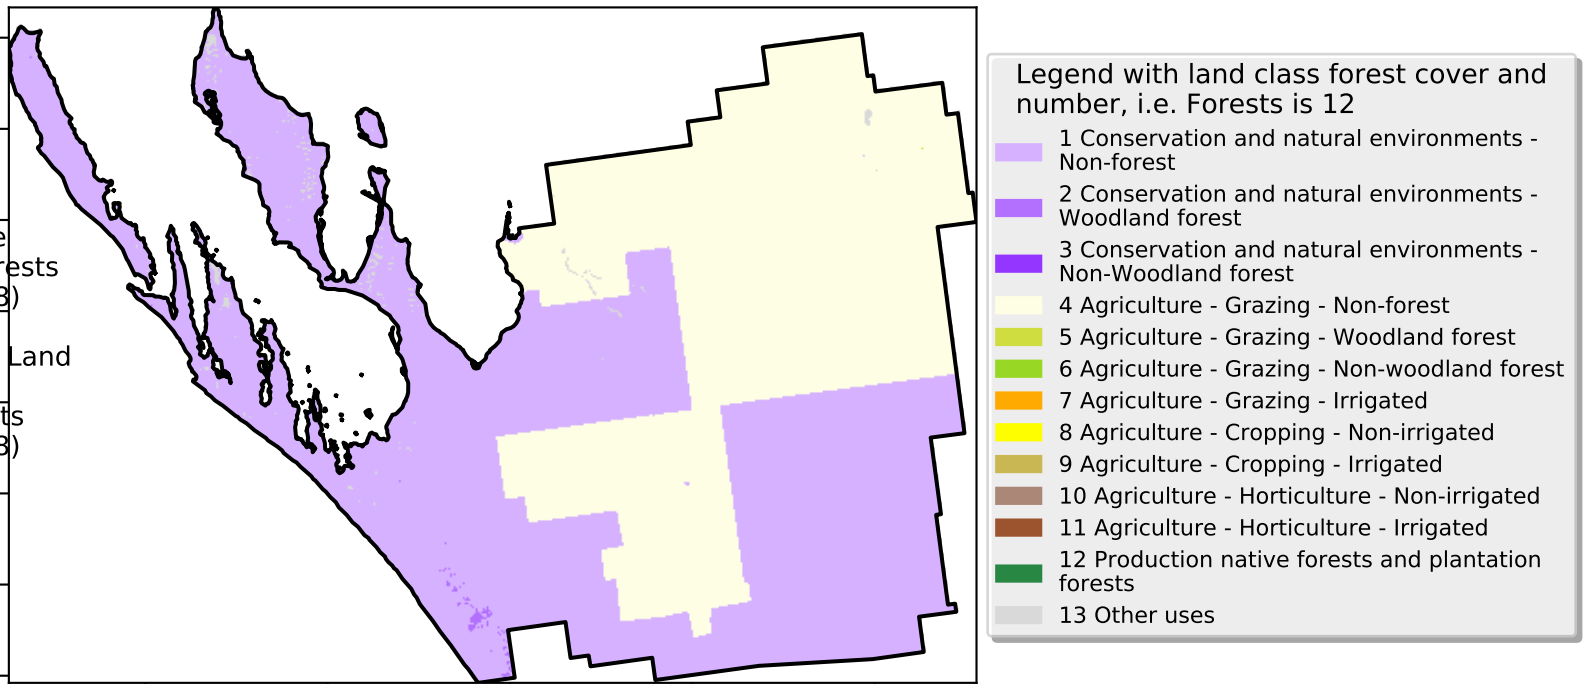 Legend with land class forest cover and
number, i.e. Forests is 12
1 Conservation and natural environments -
Non-forest
2 Conservation and natural environments -
Woodland forest
3 Conservation and natural environments -
Non-Woodland forest
4 Agriculture - Grazing - Non-forest
5 Agriculture - Grazing - Woodland forest
6 Agriculture - Grazing - Non-woodland forest
7 Agriculture - Grazing - Irrigated
8 Agriculture - Cropping - Non-irrigated
9 Agriculture - Cropping - Irrigated
10 Agriculture - Horticulture - Non-irrigated
11 Agriculture - Horticulture - Irrigated
12 Production native forests and plantation
forests
13 Other uses
rests
Land
ts